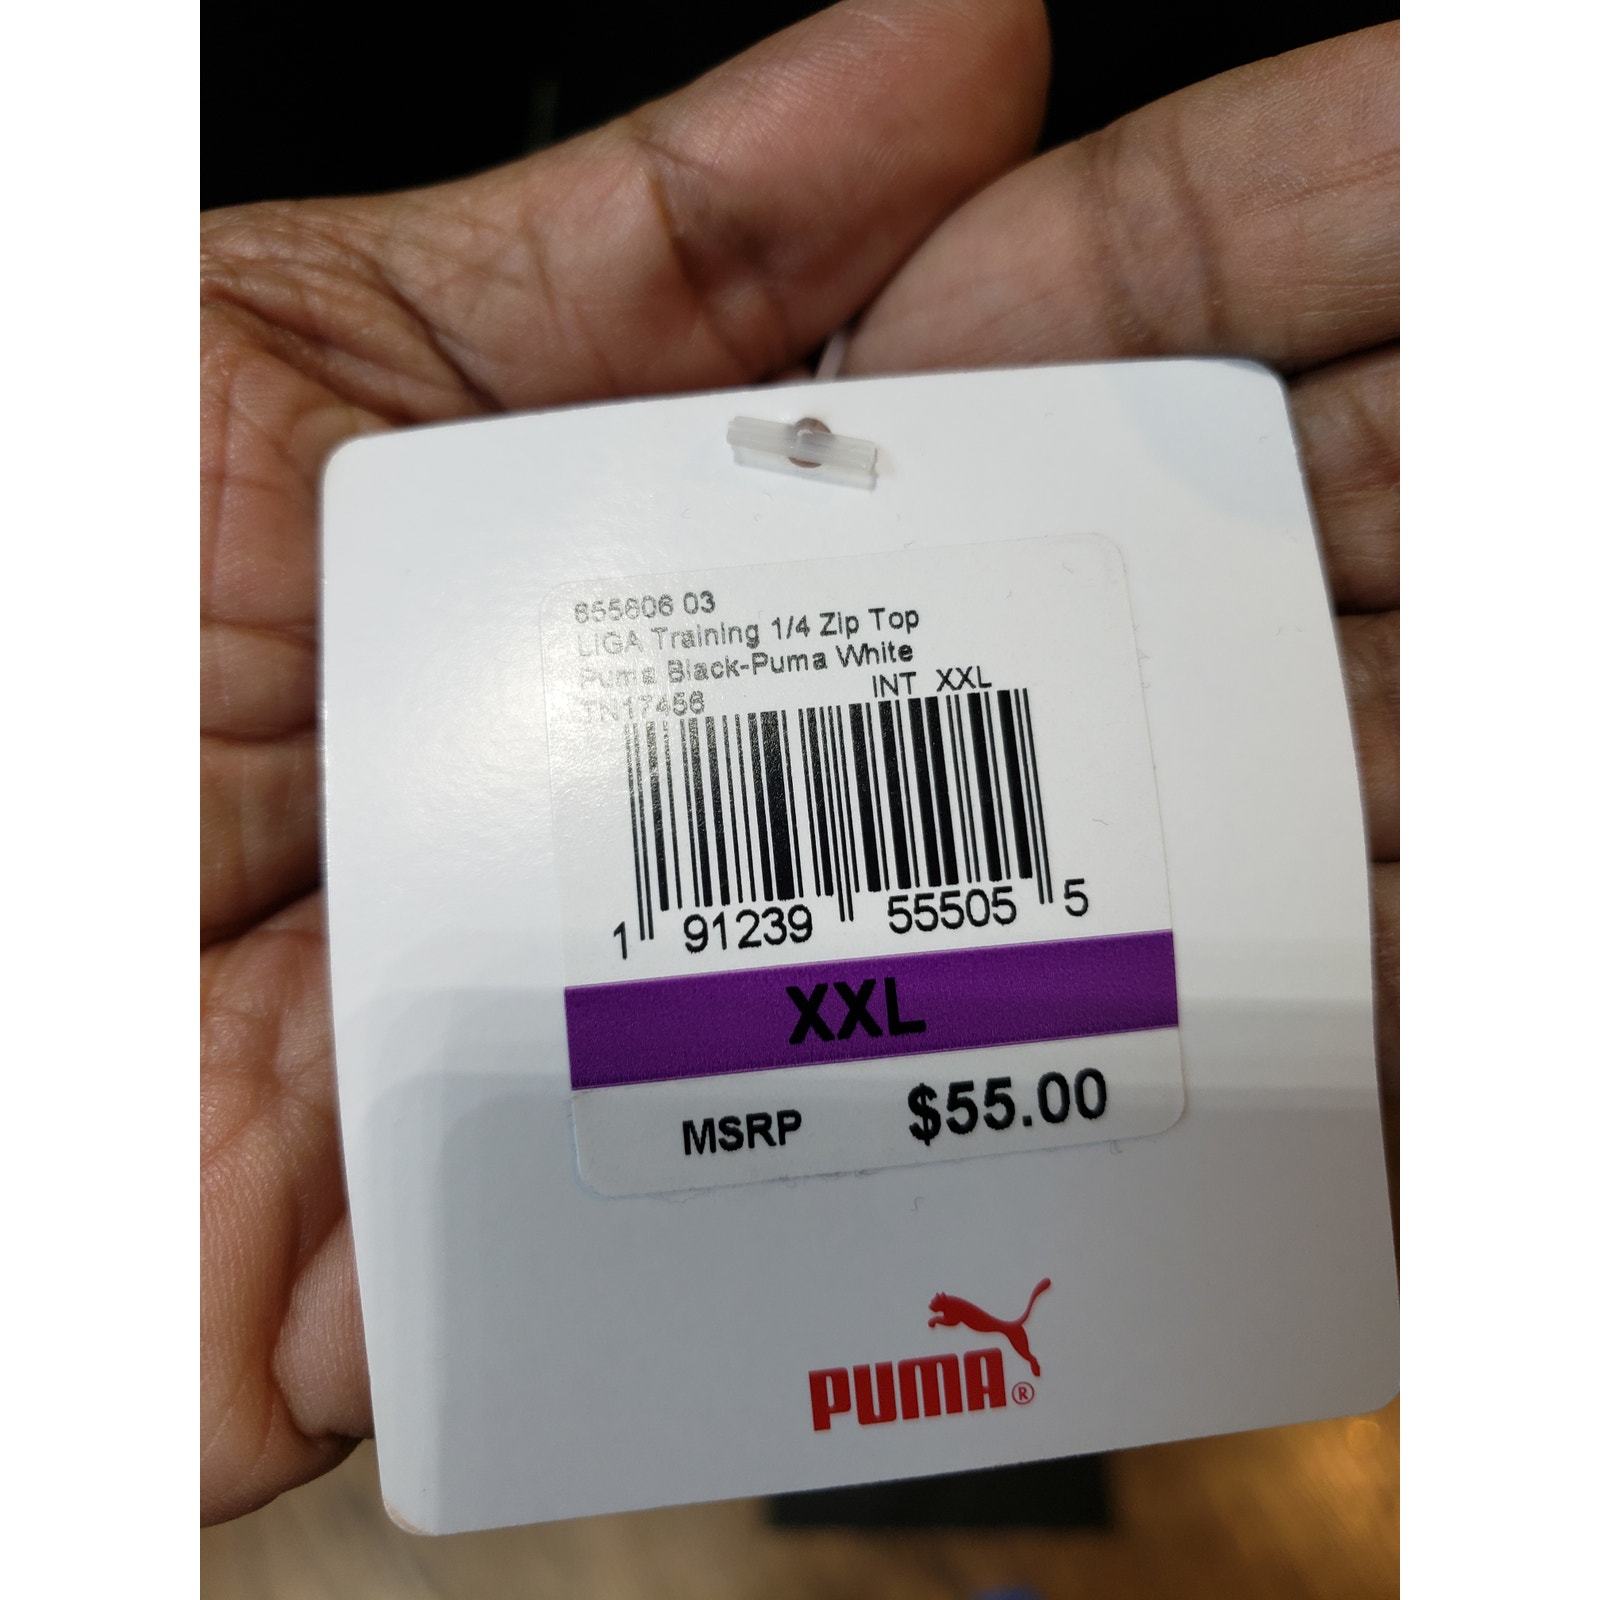 655606 03
LIGA Training 1/4 Zip Top
Puma Black-Puma White
INT XXL
TN17456
1 91239 55505 5
XXL
MSRP $55.00
PUMA®